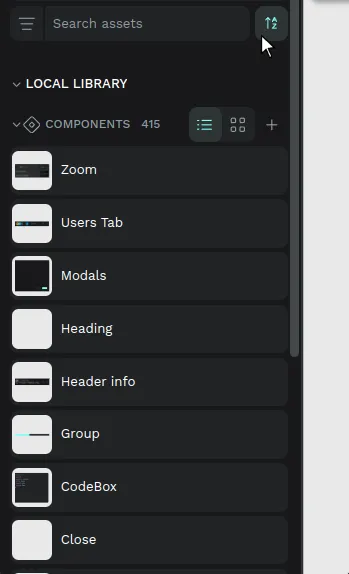 Search assets
LOCAL LIBRARY
COMPONENTS 415
Zoom
Users Tab
Modals
Heading
Header info
Group
CodeBox
Close